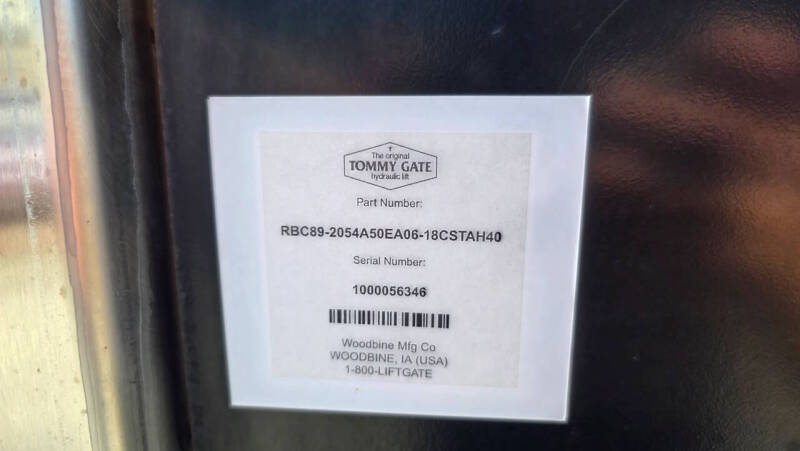 The original
TOMMY GATE
hydraulic lift
Part Number:
RBC89-2054A50EA06-18CSTAH40
Serial Number:
1000056346
Woodbine Mfg Co
WOODBINE, IA (USA)
1-800-LIFTGATE